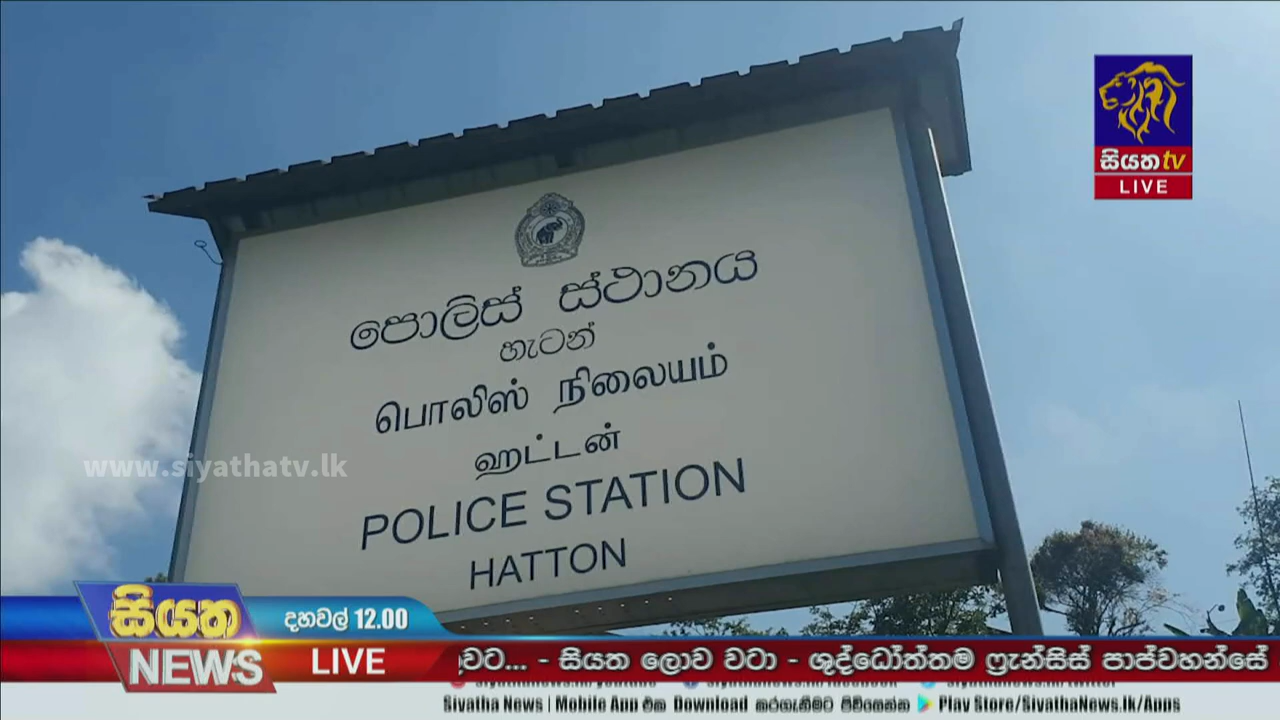 සියත tv
LIVE
පොලිස් ස්ථානය
හැටන්
பொலிஸ் நிலையம்
ஹட்டன்
POLICE STATION
HATTON
www.siyathatv.lk
සියත
NEWS
දහවල් 12.00
LIVE
- සියත ලොව වටා - ශුද්ධෝත්තම ෆ්‍රැන්සිස් පාප්වහන්සේ
Siyatha News | Mobile App එක Download කරගැනීමට පිවිසෙන්න Play Store/SiyathaNews.lk/Apps